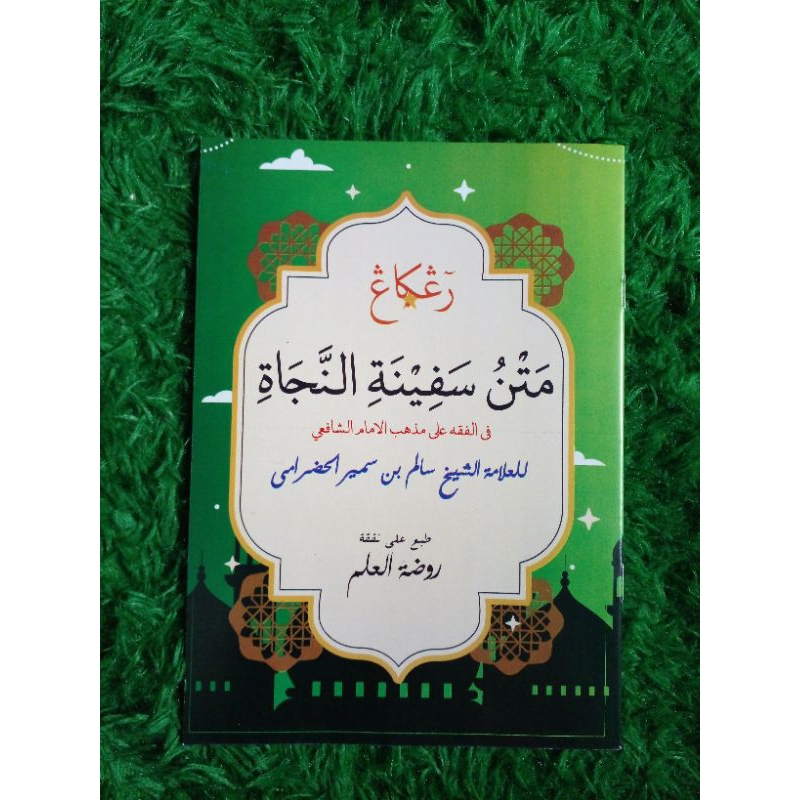 رَڠْكَاڠ
مَتْنُ سَفِيْنَةِ النَّجَاةِ
فى الفقه على مذهب الامام الشافعي
للعلامة الشيخ سالم بن سمير الحضرامى
طبع على نفقة
روضة العلم